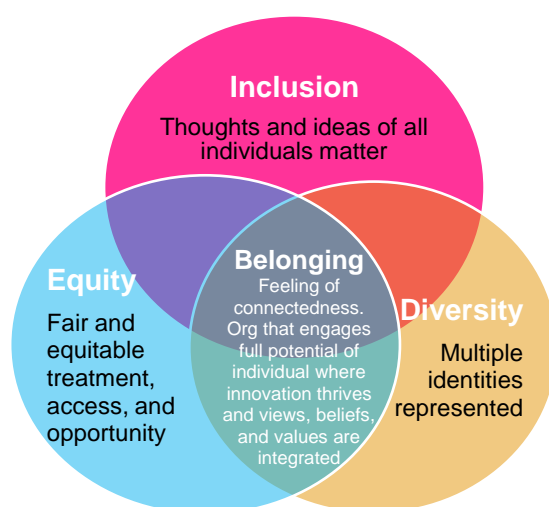 Inclusion
Thoughts and ideas of all
individuals matter
Equity
Fair and
equitable
treatment,
access, and
opportunity
Belonging
Feeling of
connectedness.
Org that engages
full potential of
individual where
innovation thrives
and views, beliefs,
and values are
integrated
Diversity
Multiple
identities
represented